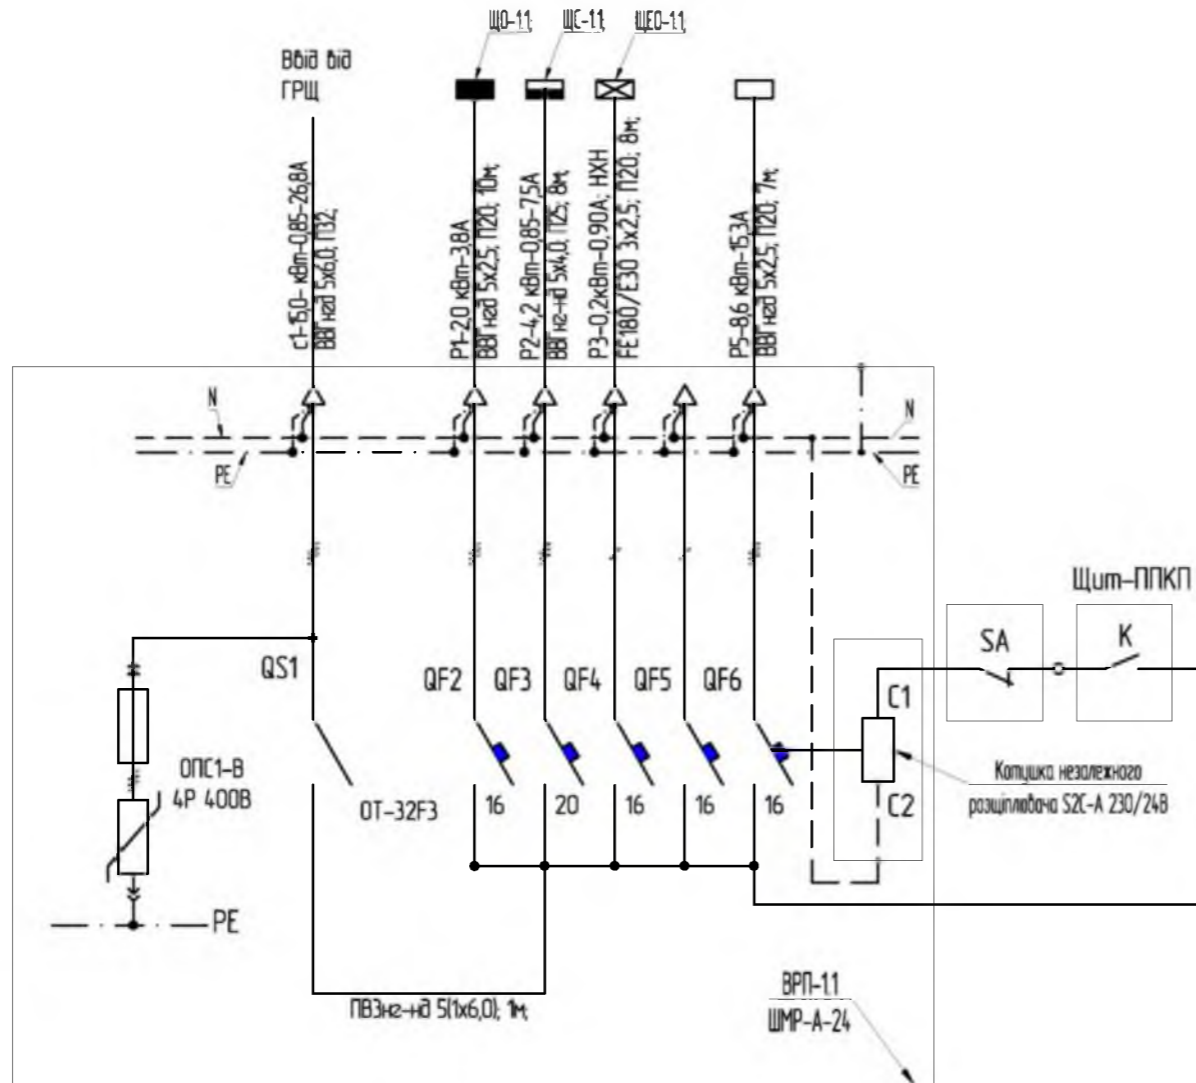 ЩО-1.1;
ЩС-1.1;
ЩЕО-1.1;
Ввід від
ГРЩ
с1-15,0- кВт-0,85-26,8А
ВВГнгд 5х6,0; П32;
Р1-2,0 кВт-3,8А
ВВГнгд 5х2,5; П20; 10м;
Р2-4,2 кВт-0,85-7,5А
ВВГнг-нд 5х4,0; П25; 8м;
Р3-0,2кВт-0,90А; НХН
FE180/E30 3х2,5; П20; 8м;
Р5-8,6 кВт-15,3А
ВВГнгд 5х2,5; П20; 7м;
N
N
PE
PE
Щит-ППКП
SA
K
QS1
QF2
QF3
QF4
QF5
QF6
C1
ОПС1-В
4Р 400В
ОТ-32F3
16
20
16
16
16
C2
Котушка незалежного
розщіплювача S2C-A 230/24В
PE
ПВ3нг-нд 5(1х6,0); 1м;
ВРП-1.1
ШМР-А-24